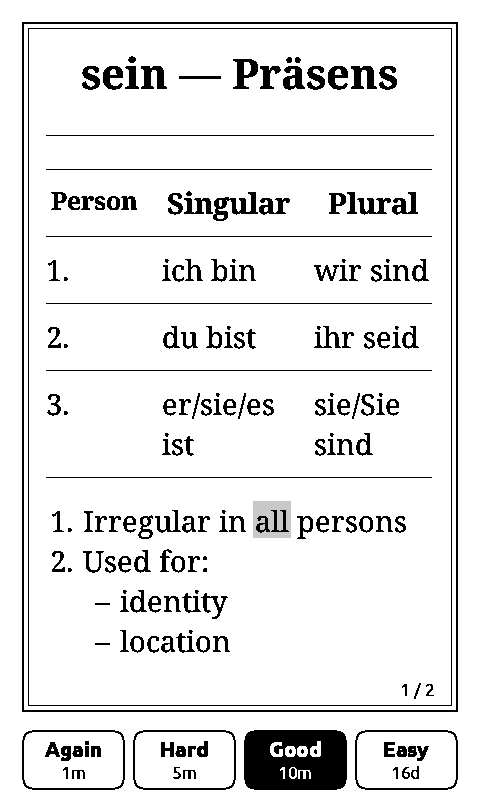 sein — Präsens
Person Singular Plural
1. ich bin wir sind
2. du bist ihr seid
3. er/sie/es sie/Sie
ist sind
1. Irregular in all persons
2. Used for:
– identity
– location
1 / 2
Again Hard Good Easy
1m 5m 10m 16d